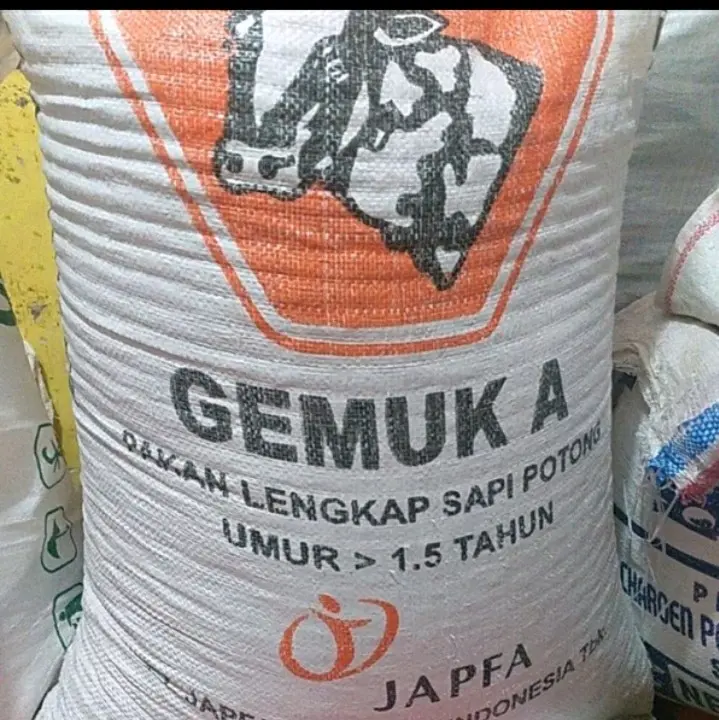 GEMUK A
PAKAN LENGKAP SAPI POTONG
UMUR > 1.5 TAHUN
JAPFA
INDONESIA Tbk.
CHAROEN